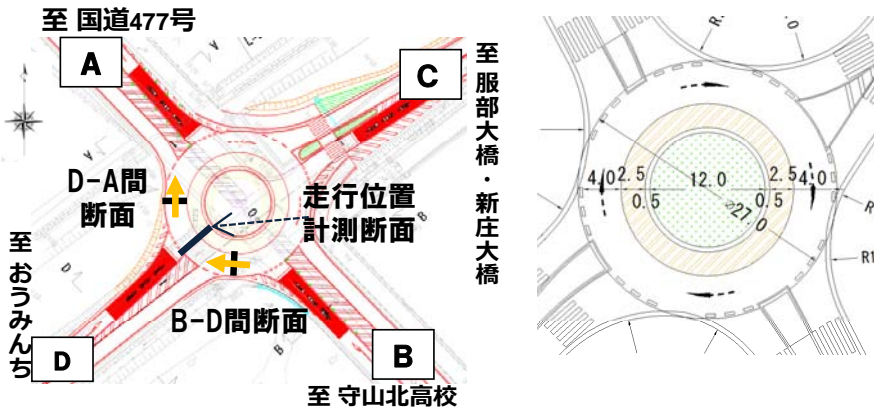 至 国道477号
A
C
至 服部大橋・新庄大橋
D-A間
断面
走行位置
計測断面
至 おうみんち
B-D間断面
D
B
至 守山北高校
4.0
2.5
12.0
2.5
4.0
0.5
0.5
⌀27.0
R1